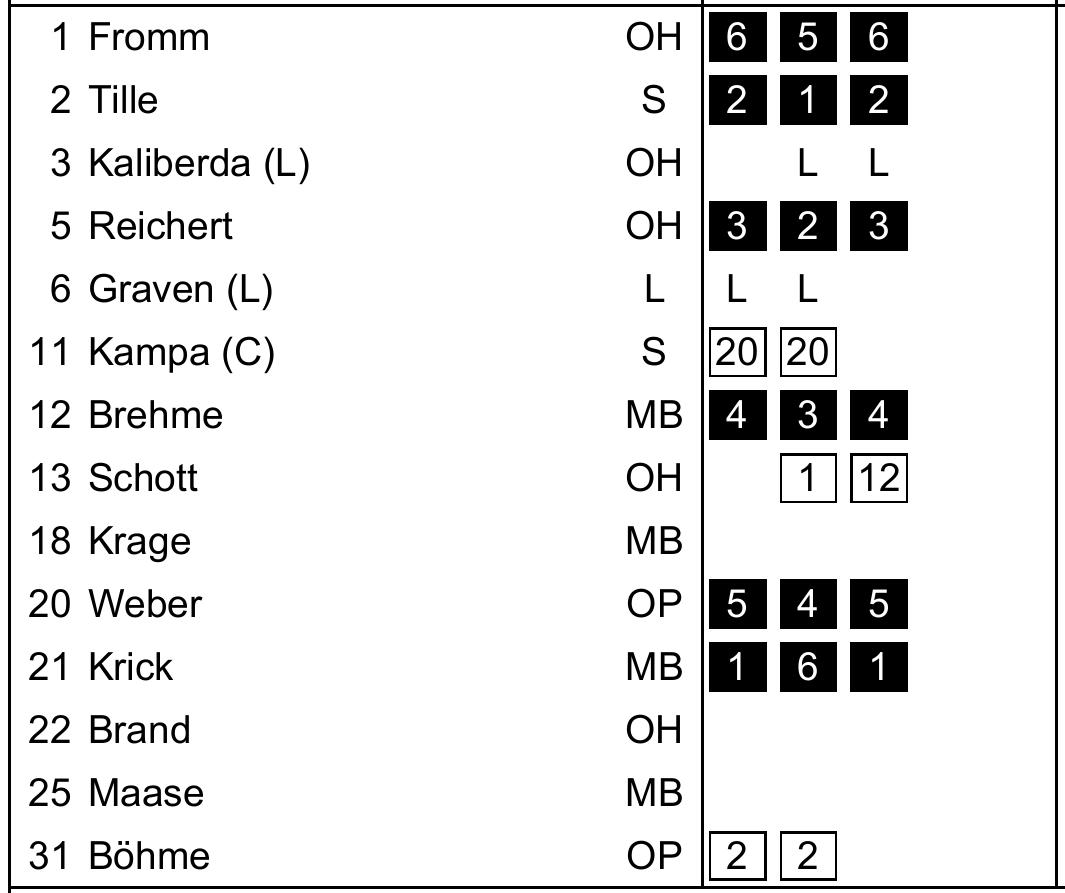 1 Fromm OH 6 5 6
2 Tille S 2 1 2
3 Kaliberda (L) OH L L
5 Reichert OH 3 2 3
6 Graven (L) L L L
11 Kampa (C) S 20 20
12 Brehme MB 4 3 4
13 Schott OH 1 12
18 Krage MB
20 Weber OP 5 4 5
21 Krick MB 1 6 1
22 Brand OH
25 Maase MB
31 Böhme OP 2 2